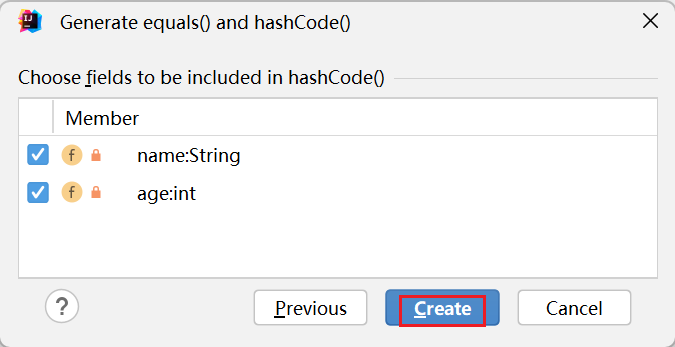 Generate equals() and hashCode()
Choose fields to be included in hashCode()
Member
f name:String
f age:int
? Previous Create Cancel